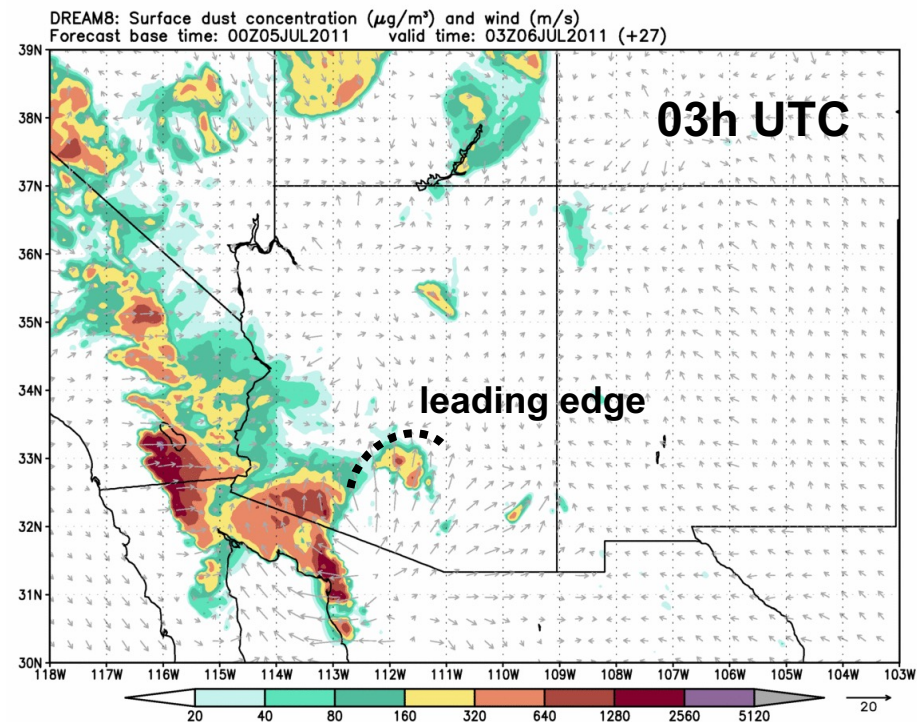 DREAM8: Surface dust concentration (μg/m³) and wind (m/s)
Forecast base time: 00Z05JUL2011 valid time: 03Z06JUL2011 (+27)
39N
03h UTC
38N
37N
36N
35N
34N
leading edge
33N
32N
31N
30N
118W 117W 116W 115W 114W 113W 112W 111W 110W 109W 108W 107W 106W 105W 104W 103W
20 40 80 160 320 640 1280 2560 5120
20